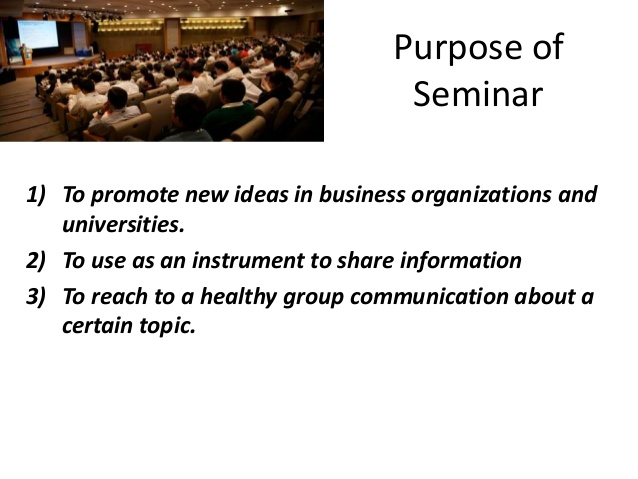 Purpose of
Seminar
1) To promote new ideas in business organizations and
universities.
2) To use as an instrument to share information
3) To reach to a healthy group communication about a
certain topic.